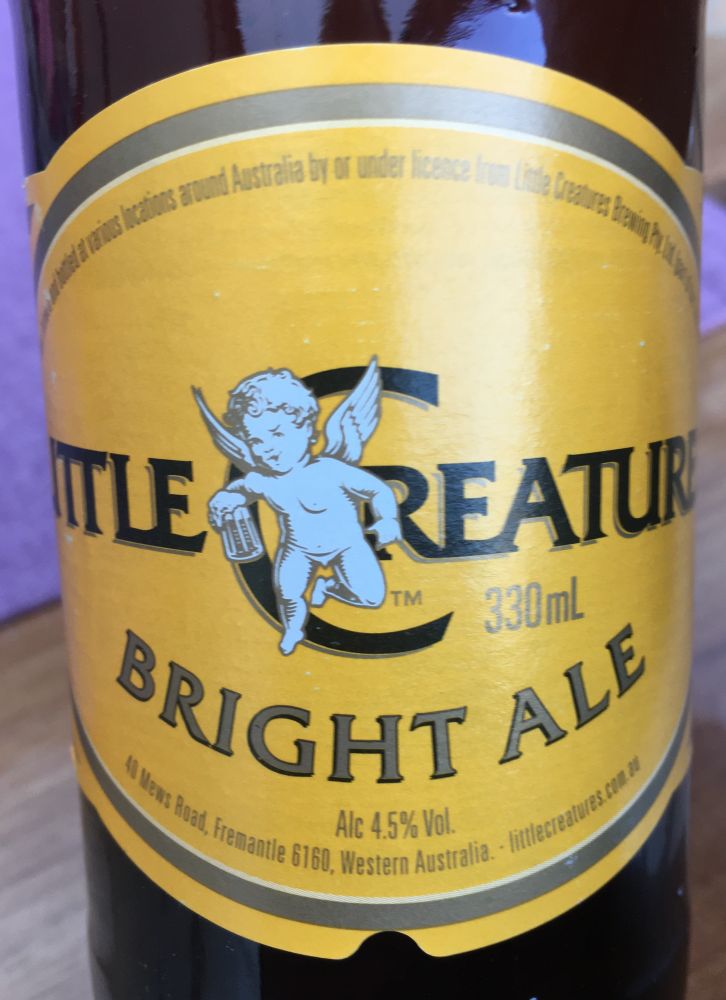 bottled at various locations around Australia by or under licence from Little Creatures Brewing Pty. Ltd.
ITTLE CREATURE
TM
330mL
BRIGHT ALE
Alc 4.5% Vol.
40 Mews Road, Fremantle 6160, Western Australia. - littlecreatures.com.au